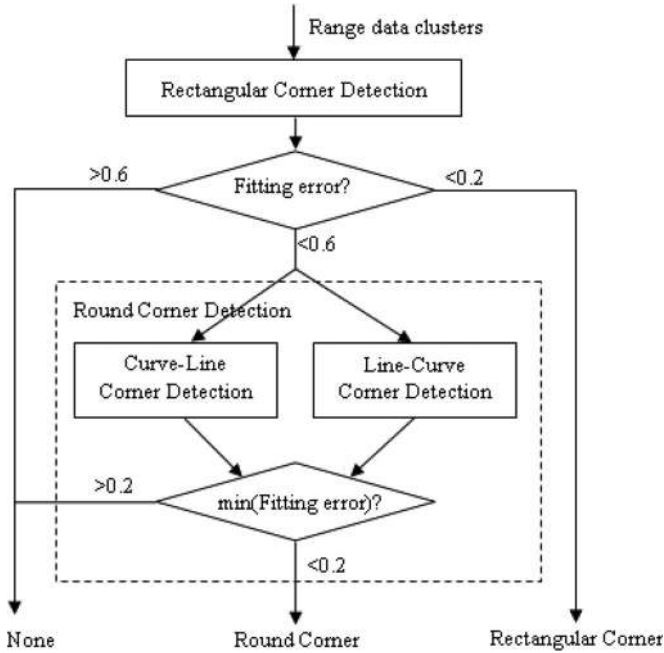 Range data clusters
Rectangular Corner Detection
>0.6
Fitting error?
<0.2
<0.6
Round Corner Detection
Curve-Line
Corner Detection
Line-Curve
Corner Detection
>0.2
min(Fitting error)?
<0.2
None
Round Corner
Rectangular Corner